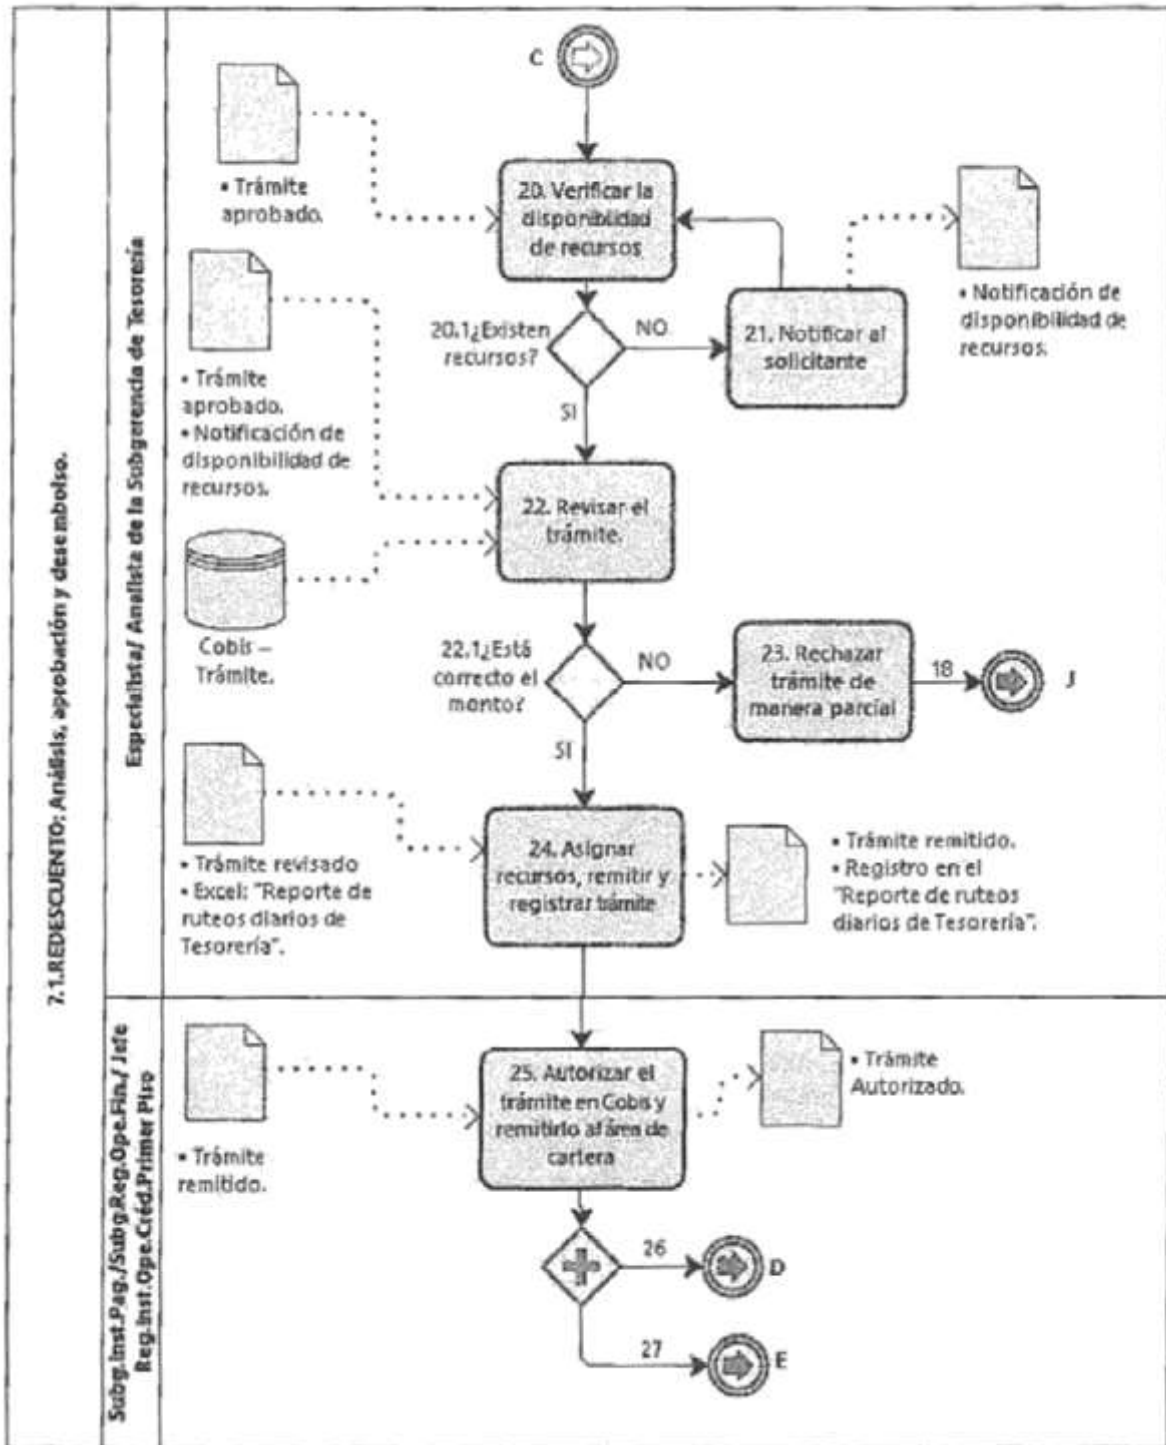 7.1.REDESCUENTO: Análisis, aprobación y desembolso.
Especialista/ Analista de la Subgerencia de Tesorería
C
• Trámite
aprobado.
20. Verificar la
disponibilidad
de recursos
• Notificación de
disponibilidad de
recursos.
20.1¿Existen
recursos?
NO
21. Notificar al
solicitante
SI
• Trámite
aprobado.
• Notificación de
disponibilidad de
recursos.
22. Revisar el
trámite.
Cobis –
Trámite.
22.1¿Está
correcto el
monto?
NO
23. Rechazar
trámite de
manera parcial
18
J
SI
• Trámite revisado
• Excel: "Reporte de
ruteos diarios de
Tesorería".
24. Asignar
recursos, remitir y
registrar trámite
• Trámite remitido.
• Registro en el
"Reporte de ruteos
diarios de Tesorería".
Subg.Inst.Pag./Subg.Reg.Ope.Fin./ Jefe
Reg.Inst.Ope.Créd.Primer Piso
• Trámite
remitido.
25. Autorizar el
trámite en Cobis y
remitirlo al área de
cartera
• Trámite
Autorizado.
26
D
27
E